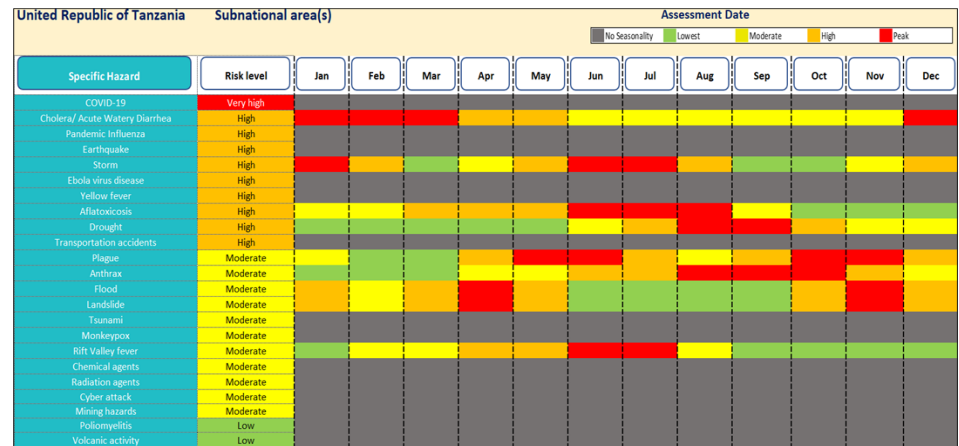 United Republic of Tanzania Subnational area(s) Assessment Date
No Seasonality Lowest Moderate High Peak
Specific Hazard Risk level Jan Feb Mar Apr May Jun Jul Aug Sep Oct Nov Dec
COVID-19 Very high
Cholera/ Acute Watery Diarrhea High
Pandemic Influenza High
Earthquake High
Storm High
Ebola virus disease High
Yellow fever High
Aflatoxicosis High
Drought High
Transportation accidents High
Plague Moderate
Anthrax Moderate
Flood Moderate
Landslide Moderate
Tsunami Moderate
Monkeypox Moderate
Rift Valley fever Moderate
Chemical agents Moderate
Radiation agents Moderate
Cyber attack Moderate
Mining hazards Moderate
Poliomyelitis Low
Volcanic activity Low